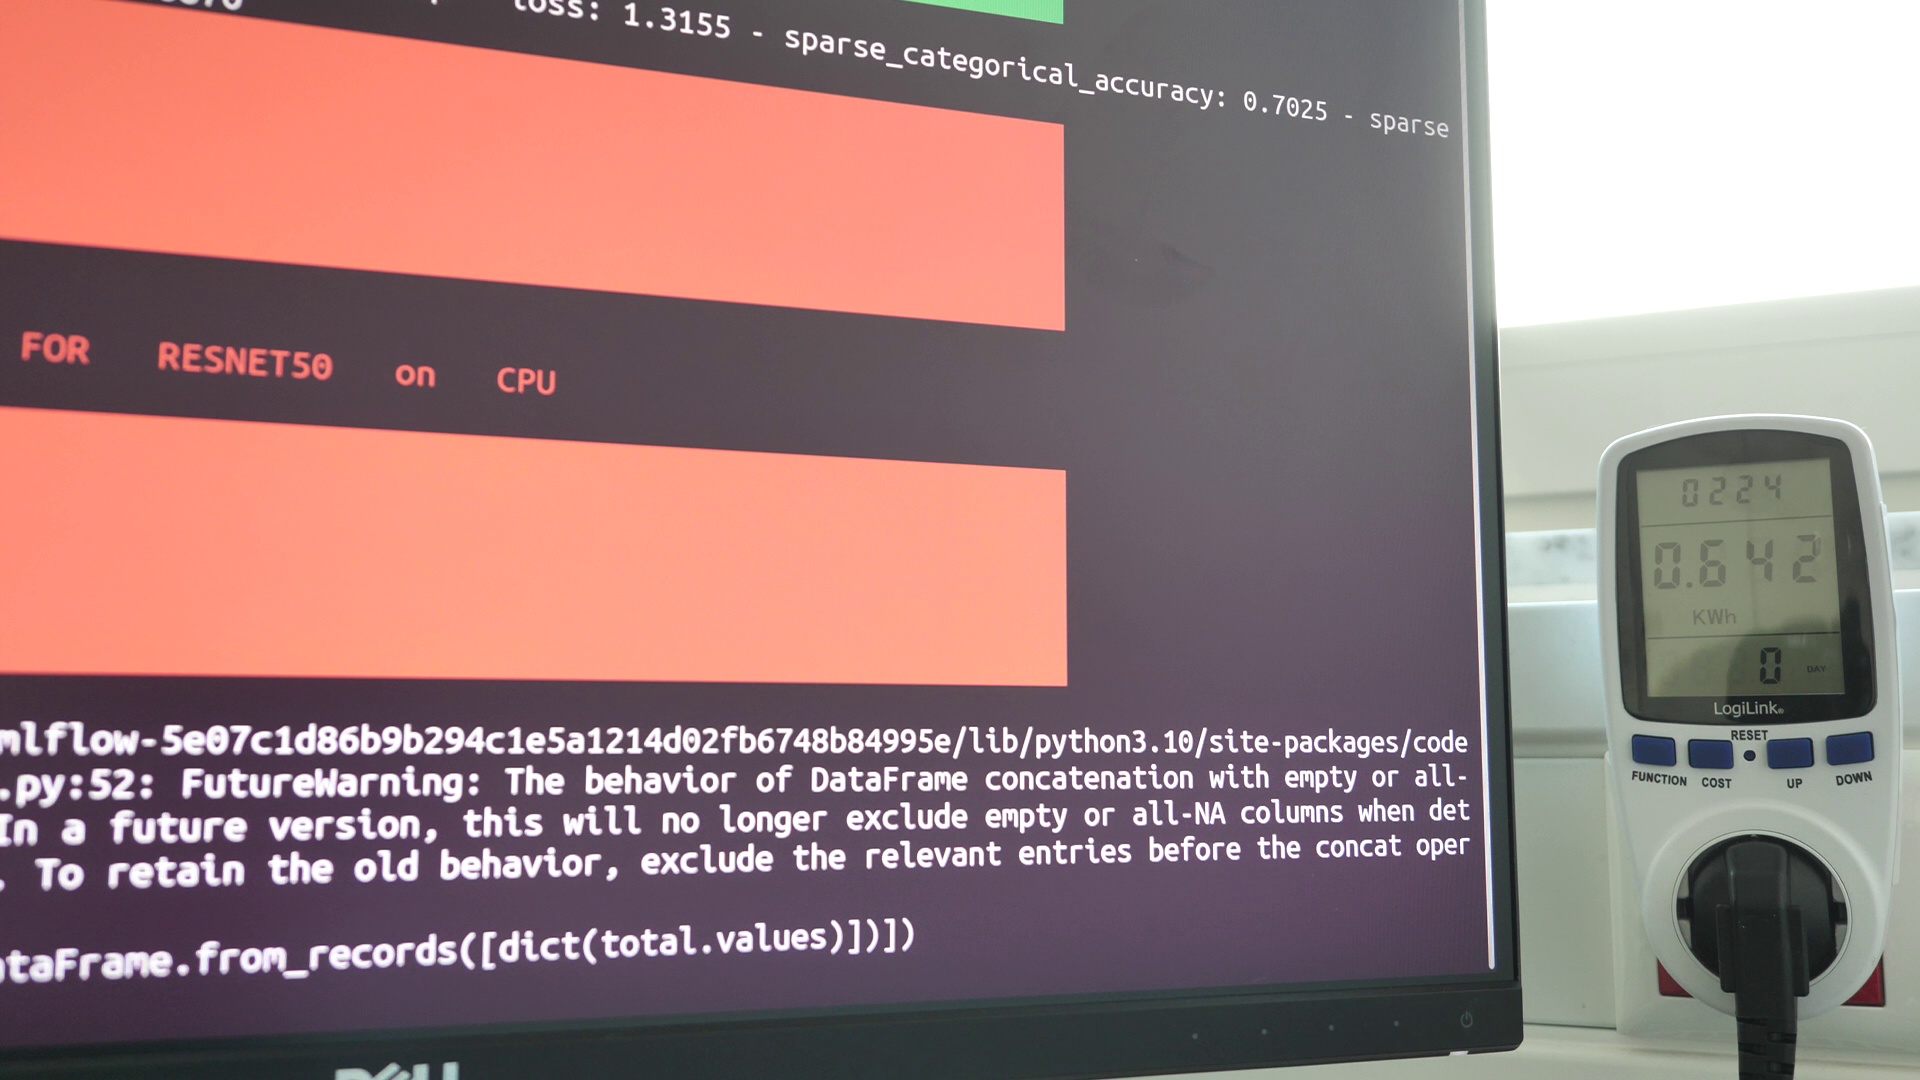 loss: 1.3155 - sparse_categorical_accuracy: 0.7025 - sparse
FOR RESNET50 on CPU
mlflow-5e07c1d86b9b294c1e5a1214d02fb6748b84995e/lib/python3.10/site-packages/code
.py:52: FutureWarning: The behavior of DataFrame concatenation with empty or all-
In a future version, this will no longer exclude empty or all-NA columns when det
. To retain the old behavior, exclude the relevant entries before the concat oper
ataFrame.from_records([dict(total.values)])])
DELL
0224
0.642
KWh
0 DAY
LogiLink
RESET
FUNCTION COST UP DOWN